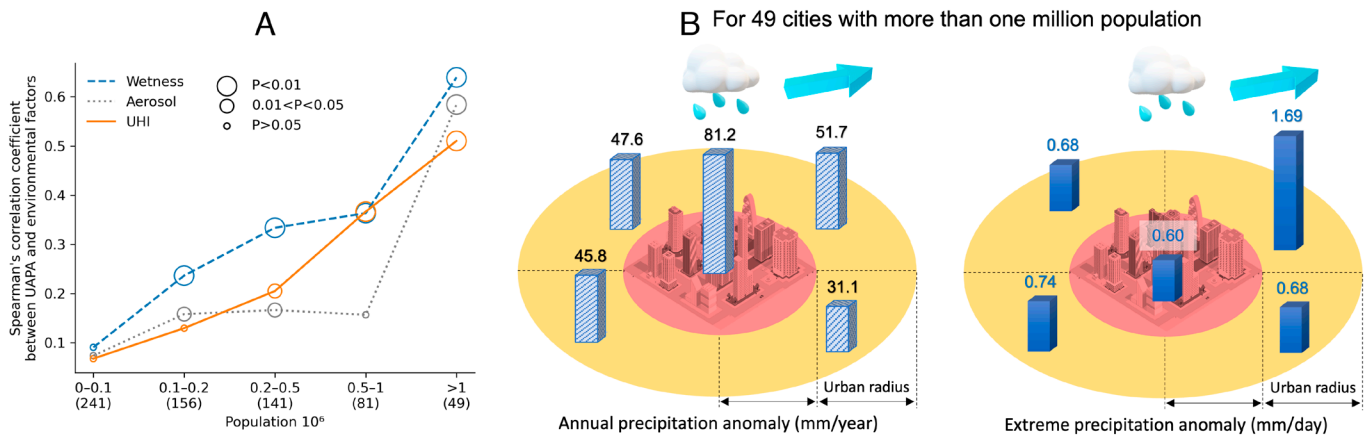 A
Spearman's correlation coefficient
between UAPA and environmental factors
0.6
0.5
0.4
0.3
0.2
0.1
Wetness
Aerosol
UHI
P<0.01
0.01<P<0.05
P>0.05
0–0.1
(241)
0.1–0.2
(156)
0.2–0.5
(141)
0.5–1
(81)
>1
(49)
Population 10⁶
B
For 49 cities with more than one million population
47.6
81.2
51.7
45.8
31.1
Urban radius
Annual precipitation anomaly (mm/year)
0.68
1.69
0.60
0.74
0.68
Urban radius
Extreme precipitation anomaly (mm/day)